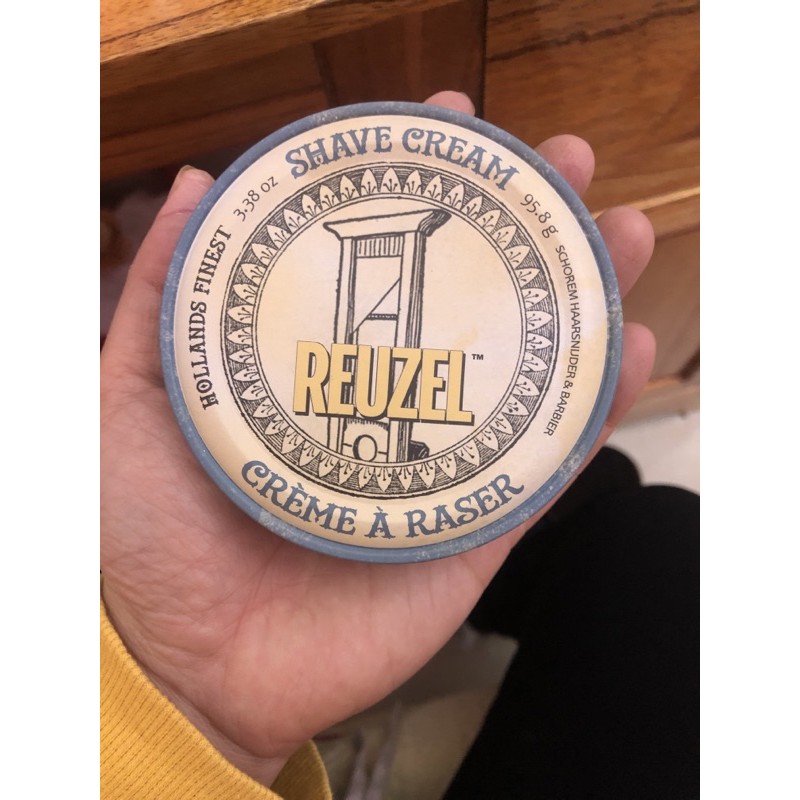 SHAVE CREAM
HOLLANDS FINEST
3.38 oz
95.8 g
SCHOREM HAARSNIJDER & BARBIER
REUZEL™
CRÈME À RASER